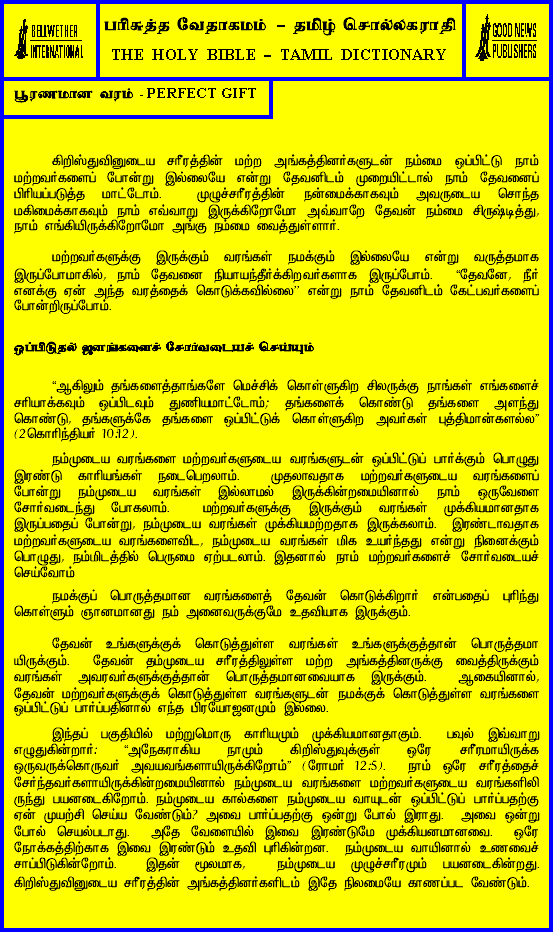 BELLWETHER
INTERNATIONAL
பரிசுத்த வேதாகமம் – தமிழ் சொல்லகராதி
THE HOLY BIBLE – TAMIL DICTIONARY
GOOD NEWS
PUBLISHERS
பூரணமான வரம் - PERFECT GIFT
கிறிஸ்துவினுடைய சரீரத்தின் மற்ற அங்கத்தினர்களுடன் நம்மை ஒப்பிட்டு நாம்
மற்றவர்களைப் போன்று இல்லையே என்று தேவனிடம் முறையிட்டால் நாம் தேவனைப்
பிரியப்படுத்த மாட்டோம். முழுச்சரீரத்தின் நன்மைக்காகவும் அவருடைய சொந்த
மகிமைக்காகவும் நாம் எவ்வாறு இருக்கிறோமோ அவ்வாறே தேவன் நம்மை சிருஷ்டித்து,
நாம் எங்கியிருக்கிறோமோ அங்கு நம்மை வைத்துள்ளார்.
மற்றவர்களுக்கு இருக்கும் வரங்கள் நமக்கும் இல்லையே என்று வருத்தமாக
இருப்போமாகில், நாம் தேவனை நியாயந்தீர்க்கிறவர்களாக இருப்போம். “தேவனே, நீர்
எனக்கு ஏன் அந்த வரத்தைக் கொடுக்கவில்லை” என்று நாம் தேவனிடம் கேட்பவர்களைப்
போன்றிருப்போம்.
ஒப்பிடுதல் ஜனங்களைச் சோர்வடையச் செய்யும்
“ஆகிலும் தங்களைத்தாங்களே மெச்சிக் கொள்ளுகிற சிலருக்கு நாங்கள் எங்களைச்
சரியாக்கவும் ஒப்பிடவும் துணியமாட்டோம்; தங்களைக் கொண்டு தங்களை அளந்து
கொண்டு, தங்களுக்கே தங்களை ஒப்பிட்டுக் கொள்ளுகிற அவர்கள் புத்திமான்களல்ல”
(2கொரிந்தியர் 10:12).
நம்முடைய வரங்களை மற்றவர்களுடைய வரங்களுடன் ஒப்பிட்டுப் பார்க்கும் பொழுது
இரண்டு காரியங்கள் நடைபெறலாம். முதலாவதாக மற்றவர்களுடைய வரங்களைப்
போன்று நம்முடைய வரங்கள் இல்லாமல் இருக்கின்றமையினால் நாம் ஒருவேளை
சோர்வடைந்து போகலாம். மற்றவர்களுக்கு இருக்கும் வரங்கள் முக்கியமானதாக
இருப்பதைப் போன்று, நம்முடைய வரங்கள் முக்கியமற்றதாக இருக்கலாம். இரண்டாவதாக
மற்றவர்களுடைய வரங்களைவிட, நம்முடைய வரங்கள் மிக உயர்ந்தது என்று நினைக்கும்
பொழுது, நம்மிடத்தில் பெருமை ஏற்படலாம். இதனால் நாம் மற்றவர்களைச் சோர்வடையச்
செய்வோம்
நமக்குப் பொருத்தமான வரங்களைத் தேவன் கொடுக்கிறார் என்பதைப் புரிந்து
கொள்ளும் ஞானமானது நம் அனைவருக்குமே உதவியாக இருக்கும்.
தேவன் உங்களுக்குக் கொடுத்துள்ள வரங்கள் உங்களுக்குத்தான் பொருத்தமா
யிருக்கும். தேவன் தம்முடைய சரீரத்திலுள்ள மற்ற அங்கத்தினருக்கு வைத்திருக்கும்
வரங்கள் அவரவர்களுக்குத்தான் பொருத்தமானவையாக இருக்கும். ஆகையினால்,
தேவன் மற்றவர்களுக்குக் கொடுத்துள்ள வரங்களுடன் நமக்குக் கொடுத்துள்ள வரங்களை
ஒப்பிட்டுப் பார்ப்பதினால் எந்த பிரயோஜனமும் இல்லை.
இந்தப் பகுதியில் மற்றுமொரு காரியமும் முக்கியமானதாகும். பவுல் இவ்வாறு
எழுதுகின்றார்: “அநேகராகிய நாமும் கிறிஸ்துவுக்குள் ஒரே சரீரமாயிருக்க
ஒருவருக்கொருவர் அவயவங்களாயிருக்கிறோம்” (ரோமர் 12:5). நாம் ஒரே சரீரத்தைச்
சேர்ந்தவர்களாயிருக்கின்றமையினால் நம்முடைய வரங்களை மற்றவர்களுடைய வரங்களிலி
ருந்து பயனடைகிறோம். நம்முடைய கால்களை நம்முடைய வாயுடன் ஒப்பிட்டுப் பார்ப்பதற்கு
ஏன் முயற்சி செய்ய வேண்டும்? அவை பார்ப்பதற்கு ஒன்று போல் இராது. அவை ஒன்று
போல் செயல்படாது. அதே வேளையில் இவை இரண்டுமே முக்கியனமானவை. ஒரே
நோக்கத்திற்காக இவை இரண்டும் உதவி புரிகின்றன. நம்முடைய வாயினால் உணவைச்
சாப்பிடுகின்றோம். இதன் மூலமாக, நம்முடைய முழுச்சரீரமும் பயனடைகின்றது.
கிறிஸ்துவினுடைய சரீரத்தின் அங்கத்தினர்களிடம் இதே நிலமையே காணப்பட வேண்டும்.